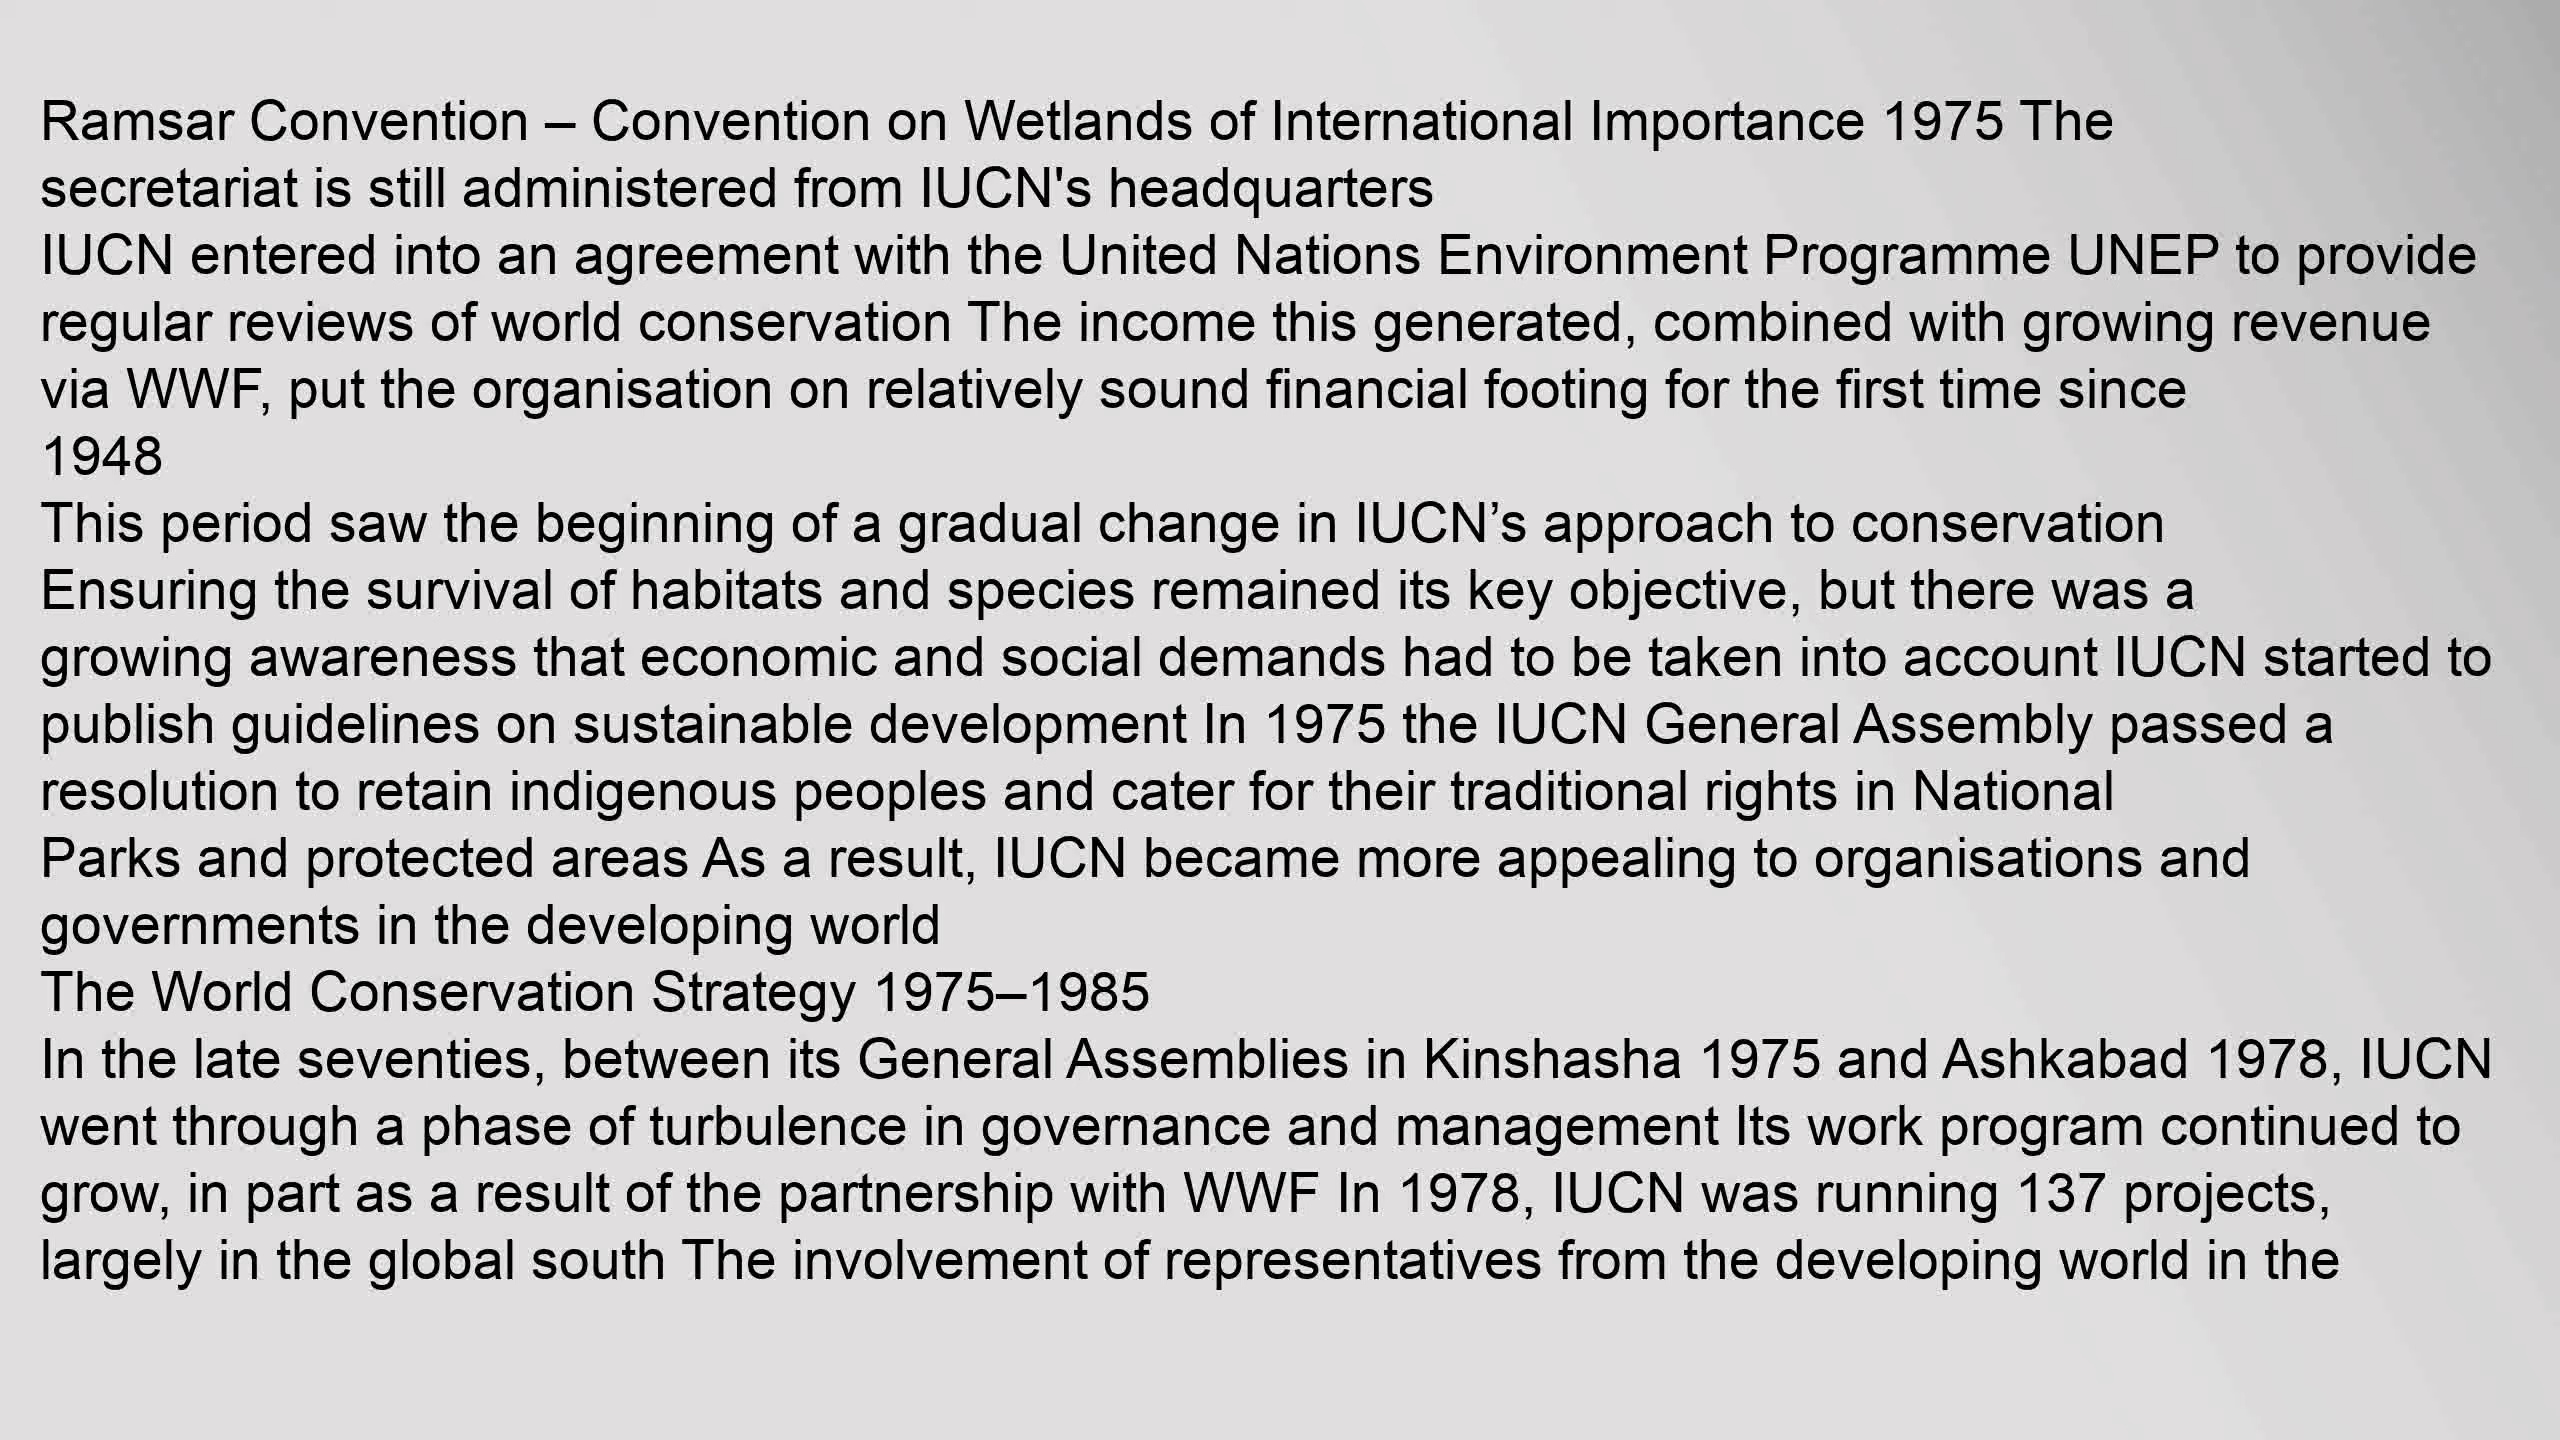 Ramsar Convention – Convention on Wetlands of International Importance 1975 The
secretariat is still administered from IUCN's headquarters
IUCN entered into an agreement with the United Nations Environment Programme UNEP to provide
regular reviews of world conservation The income this generated, combined with growing revenue
via WWF, put the organisation on relatively sound financial footing for the first time since
1948
This period saw the beginning of a gradual change in IUCN’s approach to conservation
Ensuring the survival of habitats and species remained its key objective, but there was a
growing awareness that economic and social demands had to be taken into account IUCN started to
publish guidelines on sustainable development In 1975 the IUCN General Assembly passed a
resolution to retain indigenous peoples and cater for their traditional rights in National
Parks and protected areas As a result, IUCN became more appealing to organisations and
governments in the developing world
The World Conservation Strategy 1975–1985
In the late seventies, between its General Assemblies in Kinshasha 1975 and Ashkabad 1978, IUCN
went through a phase of turbulence in governance and management Its work program continued to
grow, in part as a result of the partnership with WWF In 1978, IUCN was running 137 projects,
largely in the global south The involvement of representatives from the developing world in the